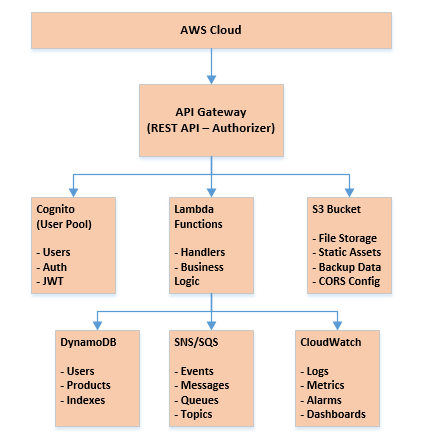 AWS Cloud
API Gateway
(REST API – Authorizer)
Cognito
(User Pool)
- Users
- Auth
- JWT
Lambda
Functions
- Handlers
- Business
Logic
S3 Bucket
- File Storage
- Static Assets
- Backup Data
- CORS Config
DynamoDB
- Users
- Products
- Indexes
SNS/SQS
- Events
- Messages
- Queues
- Topics
CloudWatch
- Logs
- Metrics
- Alarms
- Dashboards